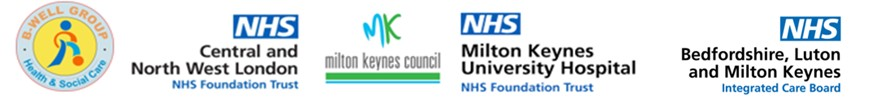 B-WELL GROUP
Health & Social Care
NHS
Central and
North West London
NHS Foundation Trust
MK
milton keynes council
NHS
Milton Keynes
University Hospital
NHS Foundation Trust
NHS
Bedfordshire, Luton
and Milton Keynes
Integrated Care Board